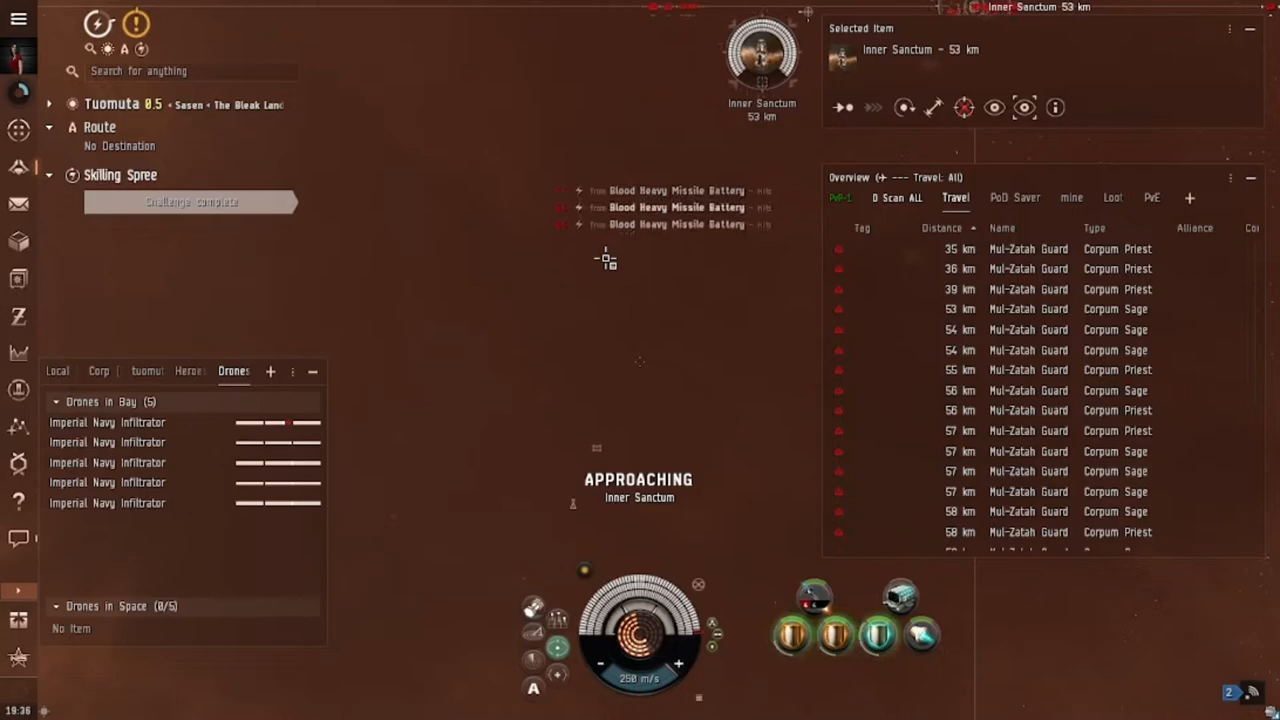 Inner Sanctum 53 km
Search for anything
Tuomuta 0.5 < Sasen < The Bleak Land
Route
No Destination
Skilling Spree
Challenge complete
Inner Sanctum
53 km
Selected Item
Inner Sanctum - 53 km
from Blood Heavy Missile Battery - Hits
from Blood Heavy Missile Battery - Hits
from Blood Heavy Missile Battery - Hits
Overview (✈ --- Travel: All)
PVP-1 D Scan ALL Travel PoD Saver mine Loot PvE +
Tag Distance Name Type Alliance Co
35 km Mul-Zatah Guard Corpum Priest
36 km Mul-Zatah Guard Corpum Priest
39 km Mul-Zatah Guard Corpum Priest
53 km Mul-Zatah Guard Corpum Sage
54 km Mul-Zatah Guard Corpum Sage
54 km Mul-Zatah Guard Corpum Sage
55 km Mul-Zatah Guard Corpum Priest
56 km Mul-Zatah Guard Corpum Sage
56 km Mul-Zatah Guard Corpum Priest
57 km Mul-Zatah Guard Corpum Priest
57 km Mul-Zatah Guard Corpum Sage
57 km Mul-Zatah Guard Corpum Sage
57 km Mul-Zatah Guard Corpum Sage
58 km Mul-Zatah Guard Corpum Sage
58 km Mul-Zatah Guard Corpum Priest
Local Corp [ tuomut Heroes Drones +
Drones in Bay (5)
Imperial Navy Infiltrator
Imperial Navy Infiltrator
Imperial Navy Infiltrator
Imperial Navy Infiltrator
Imperial Navy Infiltrator
Drones in Space (0/5)
No Item
APPROACHING
Inner Sanctum
A
- +
250 m/s
2
19:36